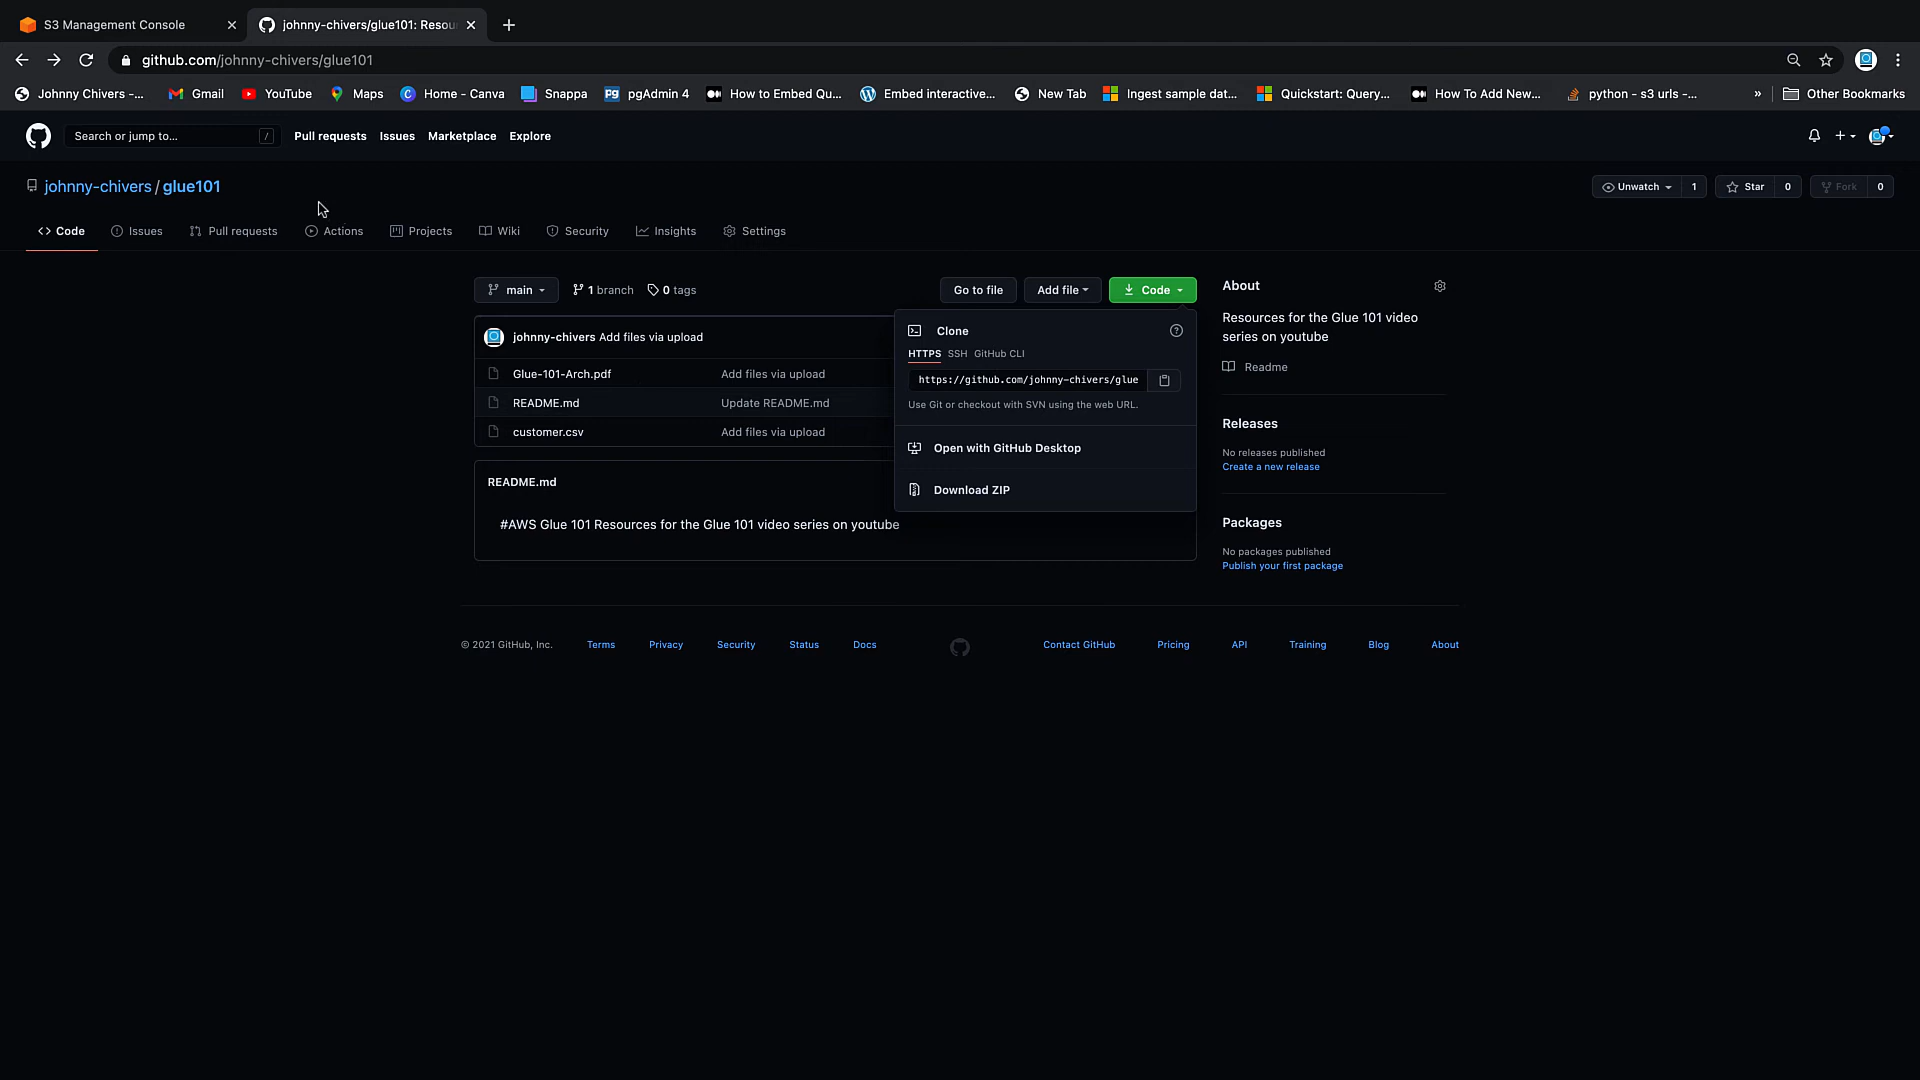 S3 Management Console
johnny-chivers/glue101: Resou
github.com/johnny-chivers/glue101
Johnny Chivers -...
Gmail
YouTube
Maps
Home - Canva
Snappa
pgAdmin 4
How to Embed Qu...
Embed interactive...
New Tab
Ingest sample dat...
Quickstart: Query...
How To Add New...
python - s3 urls -...
»
Other Bookmarks
Search or jump to...
/
Pull requests
Issues
Marketplace
Explore
johnny-chivers / glue101
Unwatch
1
Star
0
Fork
0
Code
Issues
Pull requests
Actions
Projects
Wiki
Security
Insights
Settings
main
1 branch
0 tags
Go to file
Add file
Code
johnny-chivers Add files via upload
Glue-101-Arch.pdf
Add files via upload
README.md
Update README.md
customer.csv
Add files via upload
Clone
HTTPS
SSH
GitHub CLI
https://github.com/johnny-chivers/glue
Use Git or checkout with SVN using the web URL.
Open with GitHub Desktop
Download ZIP
README.md
#AWS Glue 101 Resources for the Glue 101 video series on youtube
About
Resources for the Glue 101 video
series on youtube
Readme
Releases
No releases published
Create a new release
Packages
No packages published
Publish your first package
© 2021 GitHub, Inc.
Terms
Privacy
Security
Status
Docs
Contact GitHub
Pricing
API
Training
Blog
About